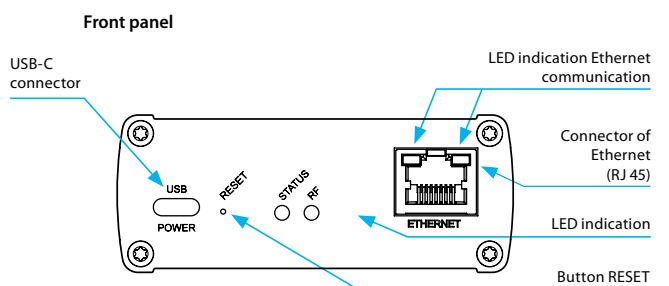 Front panel
USB-C
connector
LED indication Ethernet
communication
Connector of
Ethernet
(RJ 45)
USB
POWER
RESET
STATUS
RF
ETHERNET
LED indication
Button RESET